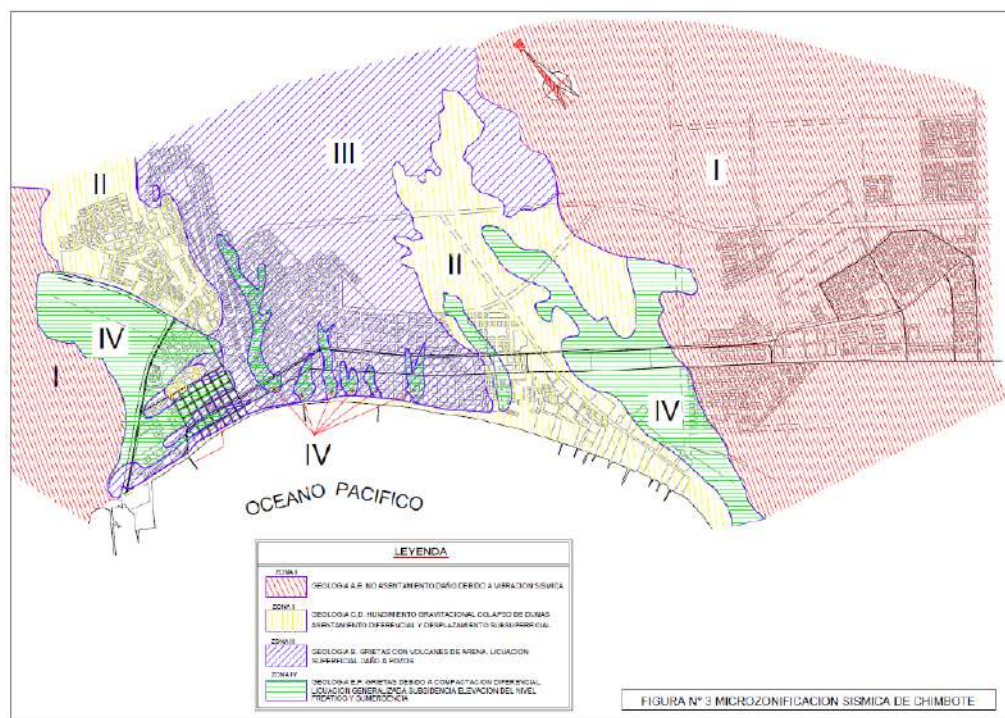 III
I
II
II
IV
I
IV
IV
OCEANO PACIFICO
LEYENDA
ZONA I
GEOLOGIA A,B: NO ASENTAMIENTO DAÑO DEBIDO A VIBRACION SISMICA
ZONA II
GEOLOGIA C,D: HUNDIMIENTO GRAVITACIONAL COLAPSO DE DUNAS
ASENTAMIENTO DIFERENCIAL Y DESPLAZAMIENTO SUBSUPERFICIAL
ZONA III
GEOLOGIA B: GRIETAS CON VOLCANES DE ARENA, LICUACION
SUPERFICIAL DAÑO A POZOS
ZONA IV
GEOLOGIA E,F: GRIETAS DEBIDO A COMPACTACION DIFERENCIAL
LICUACION GENERALIZADA SUBSIDENCIA ELEVACION DEL NIVEL
FREATICO Y SUMERGENCIA
FIGURA N° 3 MICROZONIFICACION SISMICA DE CHIMBOTE